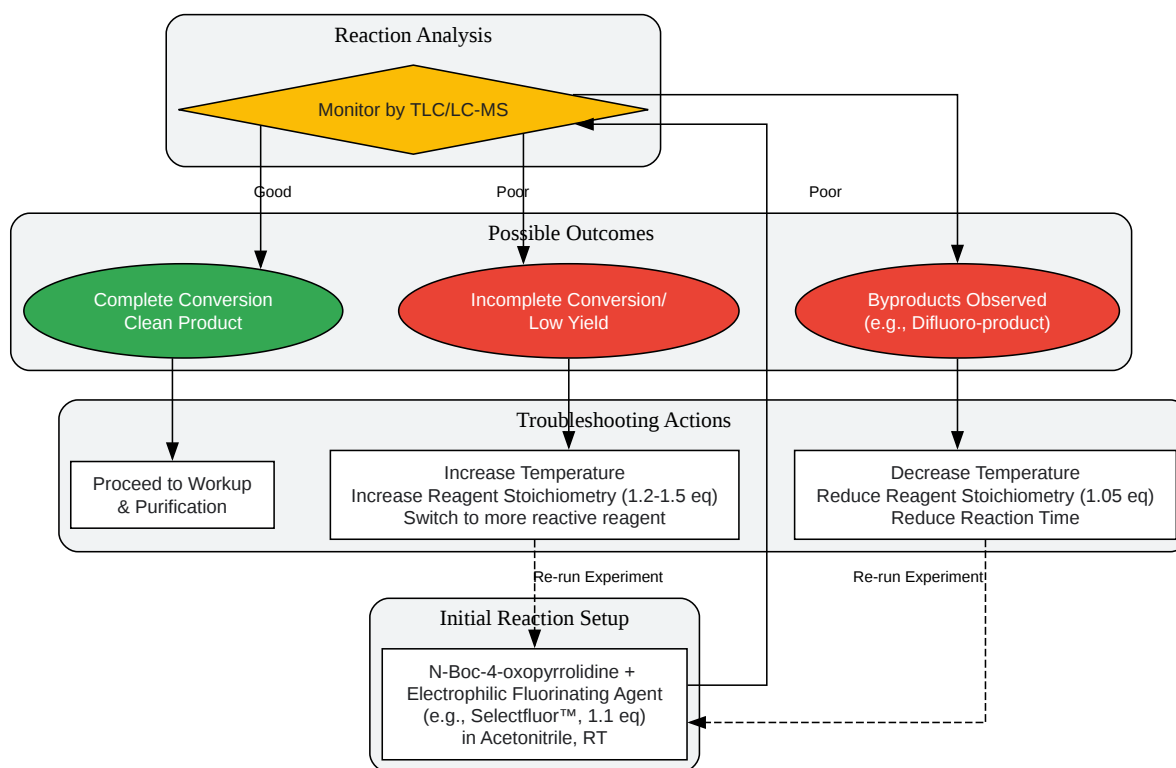 Reaction Analysis
Monitor by TLC/LC-MS
Good
Poor
Poor
Possible Outcomes
Complete Conversion
Clean Product
Incomplete Conversion/
Low Yield
Byproducts Observed
(e.g., Difluoro-product)
Troubleshooting Actions
Proceed to Workup
& Purification
Increase Temperature
Increase Reagent Stoichiometry (1.2-1.5 eq)
Switch to more reactive reagent
Decrease Temperature
Reduce Reagent Stoichiometry (1.05 eq)
Reduce Reaction Time
Re-run Experiment
Re-run Experiment
Initial Reaction Setup
N-Boc-4-oxopyrrolidine +
Electrophilic Fluorinating Agent
(e.g., Selectfluor™, 1.1 eq)
in Acetonitrile, RT